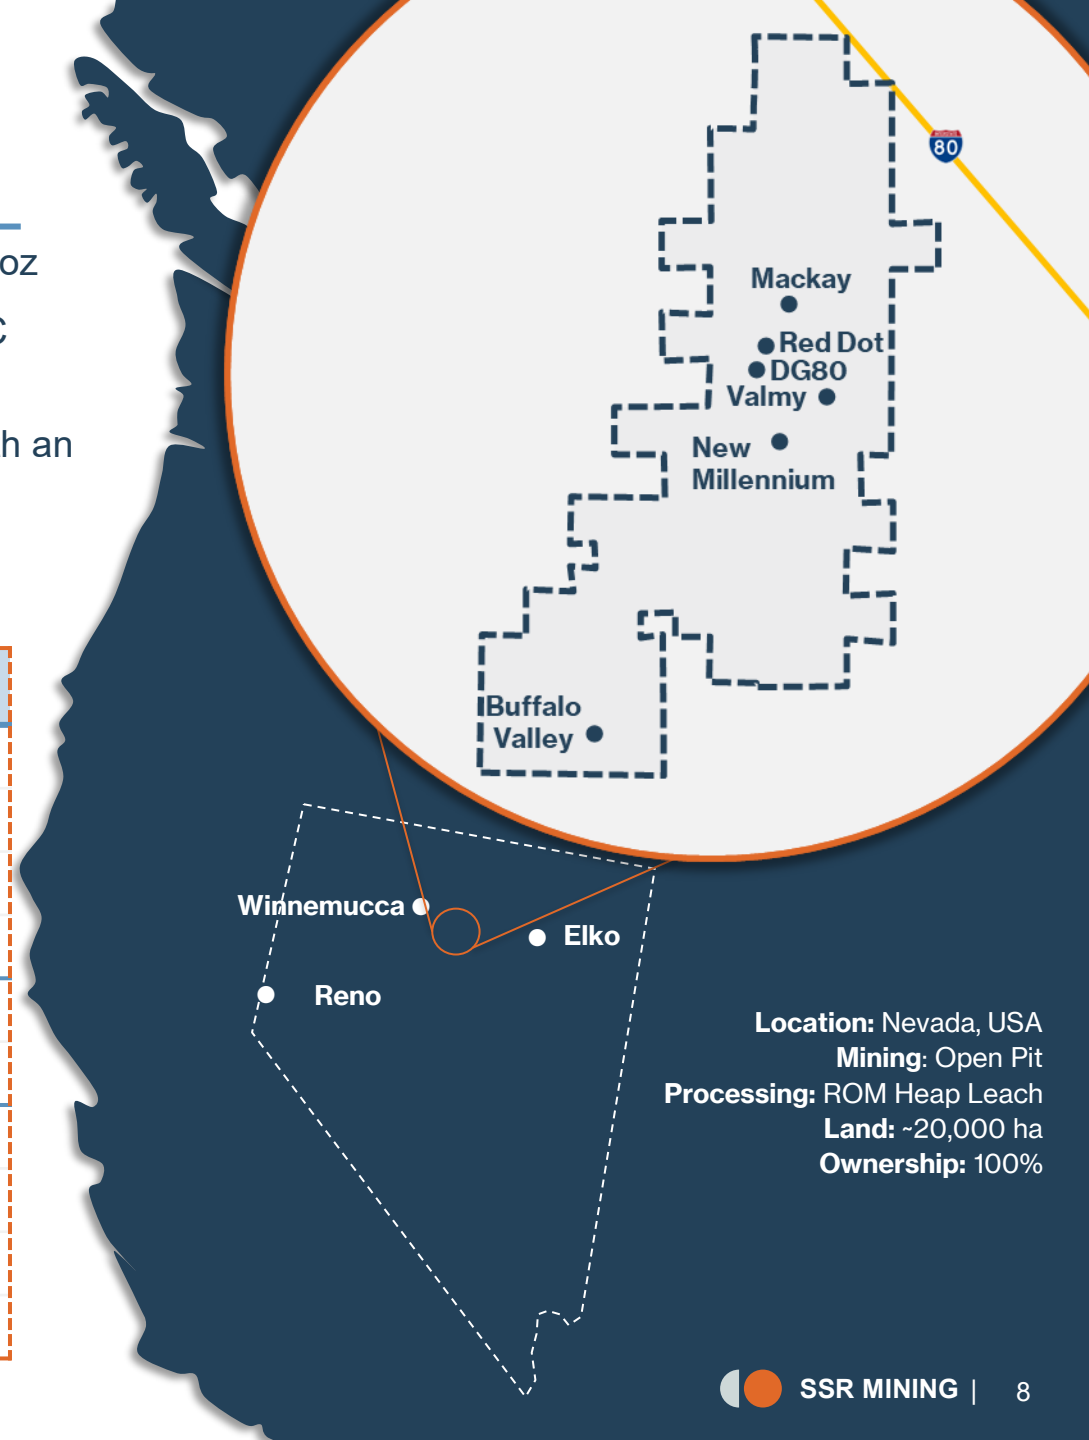 oz
h an
80
Mackay
Red Dot
DG80
Valmy
New
Millennium
Buffalo
Valley
Winnemucca
Elko
Reno
Location: Nevada, USA
Mining: Open Pit
Processing: ROM Heap Leach
Land: ~20,000 ha
Ownership: 100%
SSR MINING | 8